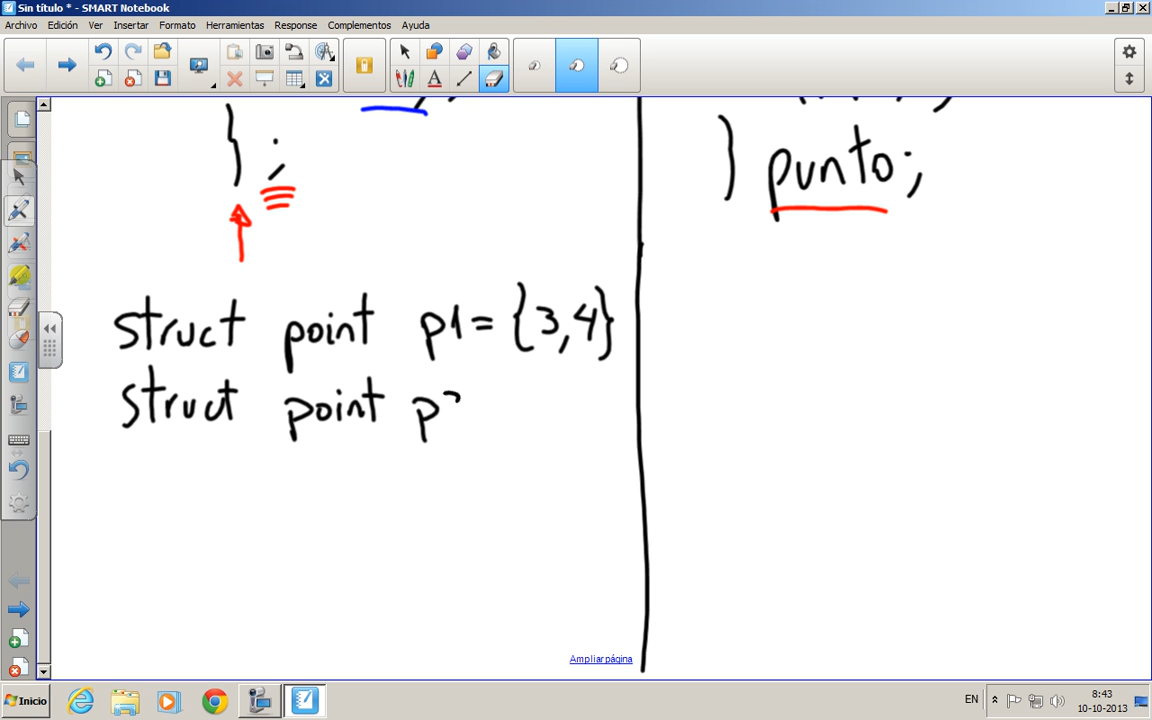 Sin título * - SMART Notebook
Archivo Edición Ver Insertar Formato Herramientas Response Complementos Ayuda
} ;
} punto;
struct point p1 = {3,4}
struct point p
Ampliar página
Inicio
EN
8:43
10-10-2013